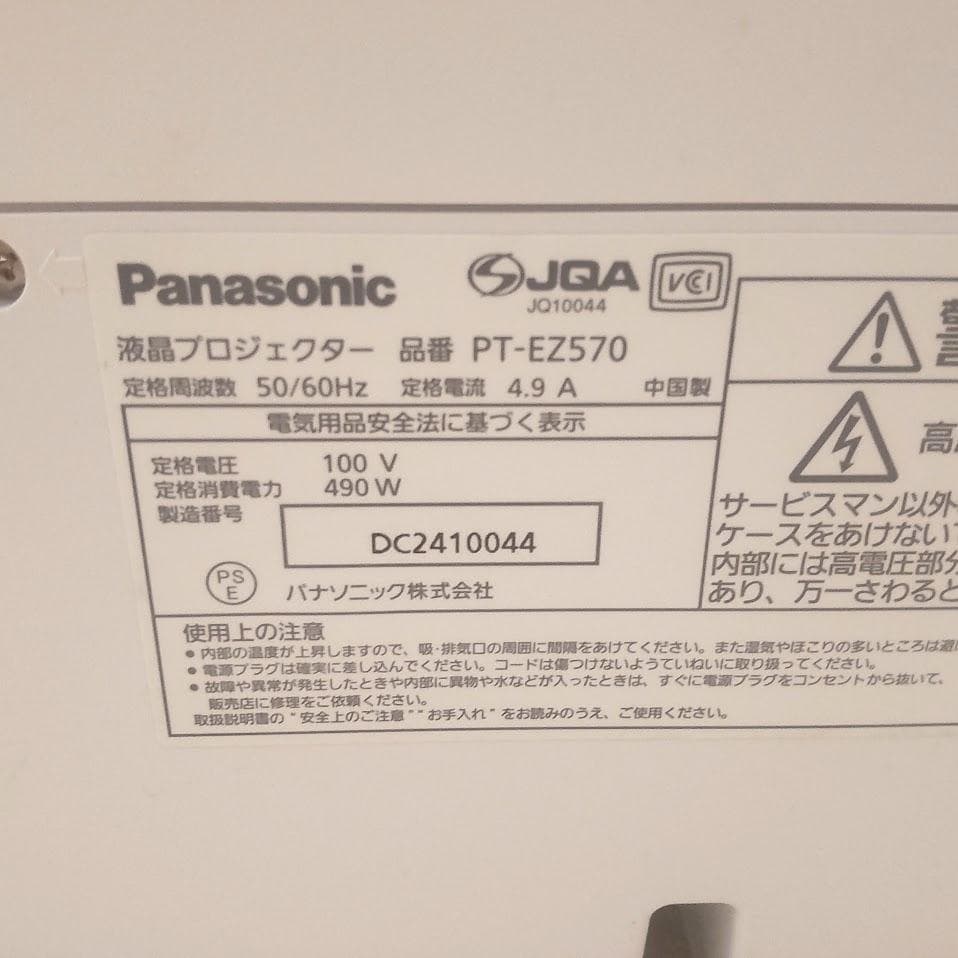 Panasonic
JQA
JQ10044
VCCI
液晶プロジェクター 品番 PT-EZ570
定格周波数 50/60Hz 定格電流 4.9 A 中国製
電気用品安全法に基づく表示
定格電圧 100 V
定格消費電力 490 W
製造番号
DC2410044
PS
E
パナソニック株式会社
高
サービスマン以外
ケースをあけない
内部には高電圧部分
あり、万一さわると
使用上の注意
● 内部の温度が上昇しますので、吸・排気口の周囲に間隔をあけてください。また湿気やほこりの多いところは避
● 電源プラグは確実に差し込んでください。コードは傷つけないようていねいに取り扱ってください。
● 故障や異常が発生したときや内部に異物や水などが入ったときは、すぐに電源プラグをコンセントから抜いて、
販売店に修理をご依頼ください。
取扱説明書の"安全上のご注意""お手入れ"をお読みのうえ、ご使用ください。